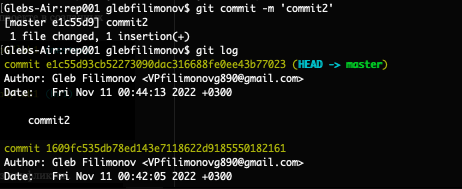 [Glebs-Air:rep001 glebfilimonov$ git commit -m 'commit2'
[master e1c55d9] commit2
 1 file changed, 1 insertion(+)
[Glebs-Air:rep001 glebfilimonov$ git log
commit e1c55d93cb52273090dac316688fe0ee43b77023 (HEAD -> master)
Author: Gleb Filimonov <VPfilimonovg890@gmail.com>
Date:   Fri Nov 11 00:44:13 2022 +0300

    commit2

commit 1609fc535db78ed143e7118622d9185550182161
Author: Gleb Filimonov <VPfilimonovg890@gmail.com>
Date:   Fri Nov 11 00:42:05 2022 +0300